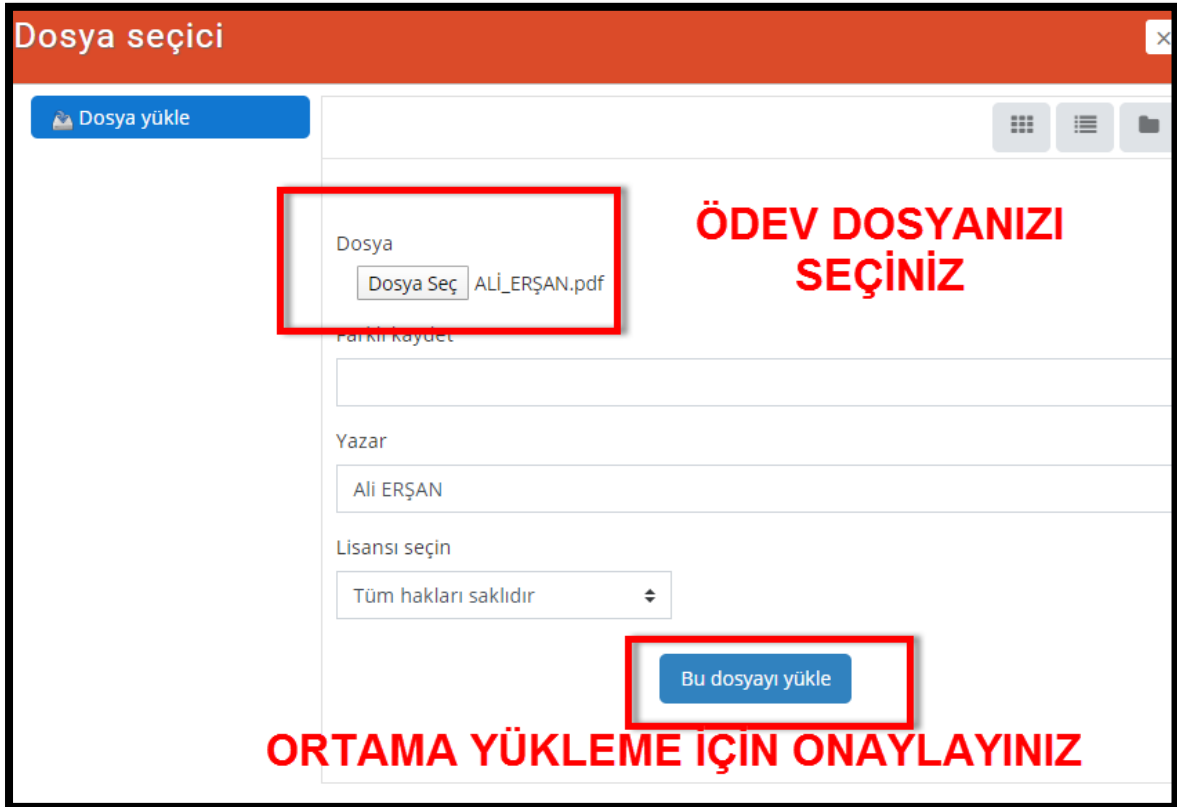 Dosya seçici
Dosya yükle
ÖDEV DOSYANIZI
SEÇİNİZ
Dosya
Dosya Seç ALİ_ERŞAN.pdf
Farklı kaydet
Yazar
Ali ERŞAN
Lisansı seçin
Tüm hakları saklıdır
Bu dosyayı yükle
ORTAMA YÜKLEME İÇİN ONAYLAYINIZ